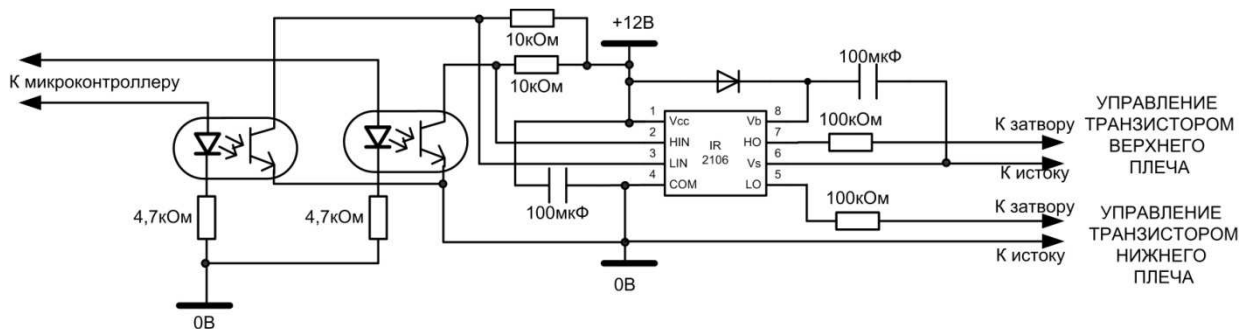 10кОм
+12В
К микроконтроллеру
10кОм
100мкФ
1
Vcc
Vb
8
2
HIN
IR
2106
HO
7
3
LIN
Vs
6
4
COM
LO
5
100кОм
К затвору
К истоку
УПРАВЛЕНИЕ
ТРАНЗИСТОРОМ
ВЕРХНЕГО
ПЛЕЧА
4,7кОм
4,7кОм
100мкФ
100кОм
К затвору
К истоку
УПРАВЛЕНИЕ
ТРАНЗИСТОРОМ
НИЖНЕГО
ПЛЕЧА
0В
0В